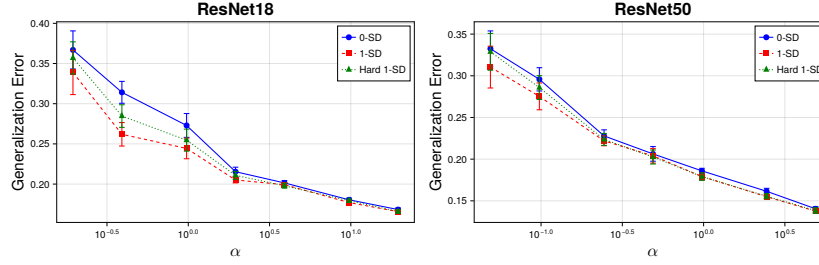 ResNet18
Generalization Error
0.40
0.35
0.30
0.25
0.20
0-SD
1-SD
Hard 1-SD
10^-0.5
10^0.0
10^0.5
10^1.0
α
ResNet50
Generalization Error
0.35
0.30
0.25
0.20
0.15
0-SD
1-SD
Hard 1-SD
10^-1.0
10^-0.5
10^0.0
10^0.5
α